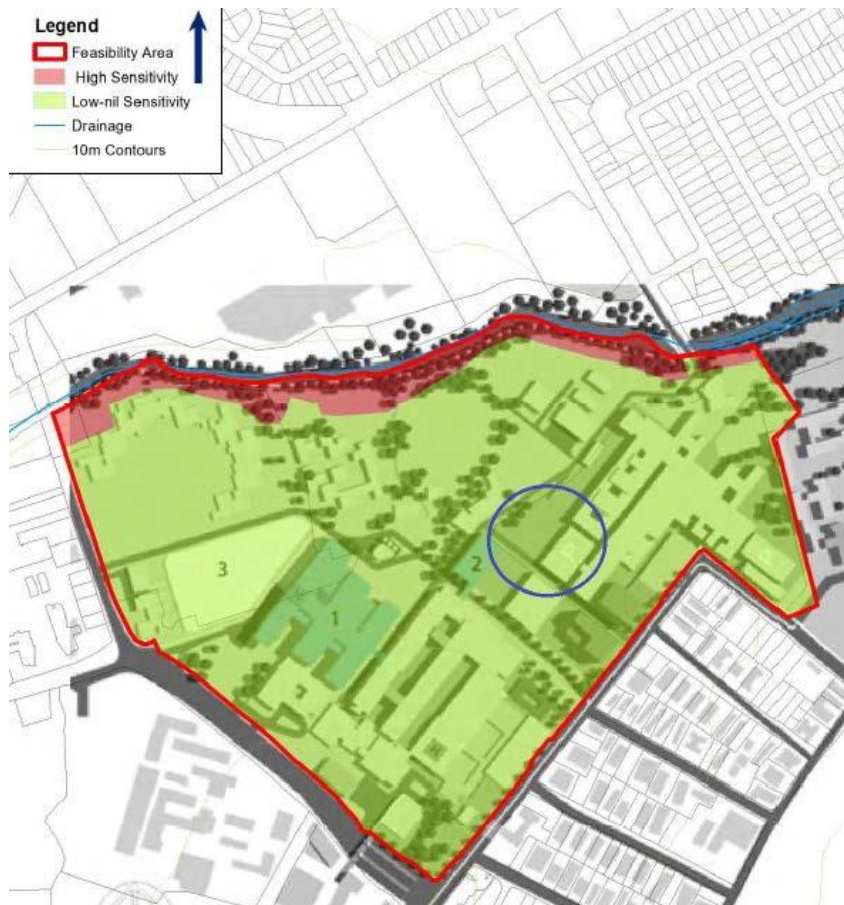 Legend
Feasibility Area
High Sensitivity
Low-nil Sensitivity
Drainage
10m Contours
3
2
1
P
P
H